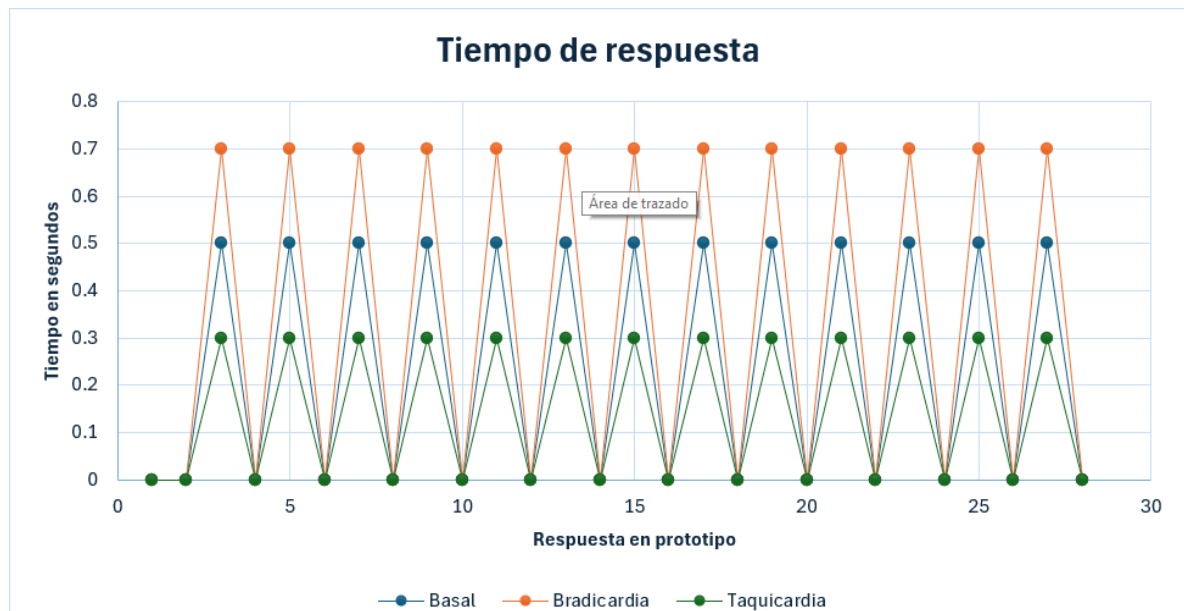 Tiempo de respuesta
Tiempo en segundos
0.8
0.7
0.6
0.5
0.4
0.3
0.2
0.1
0
Área de trazado
0 5 10 15 20 25 30
Respuesta en prototipo
Basal Bradicardia Taquicardia